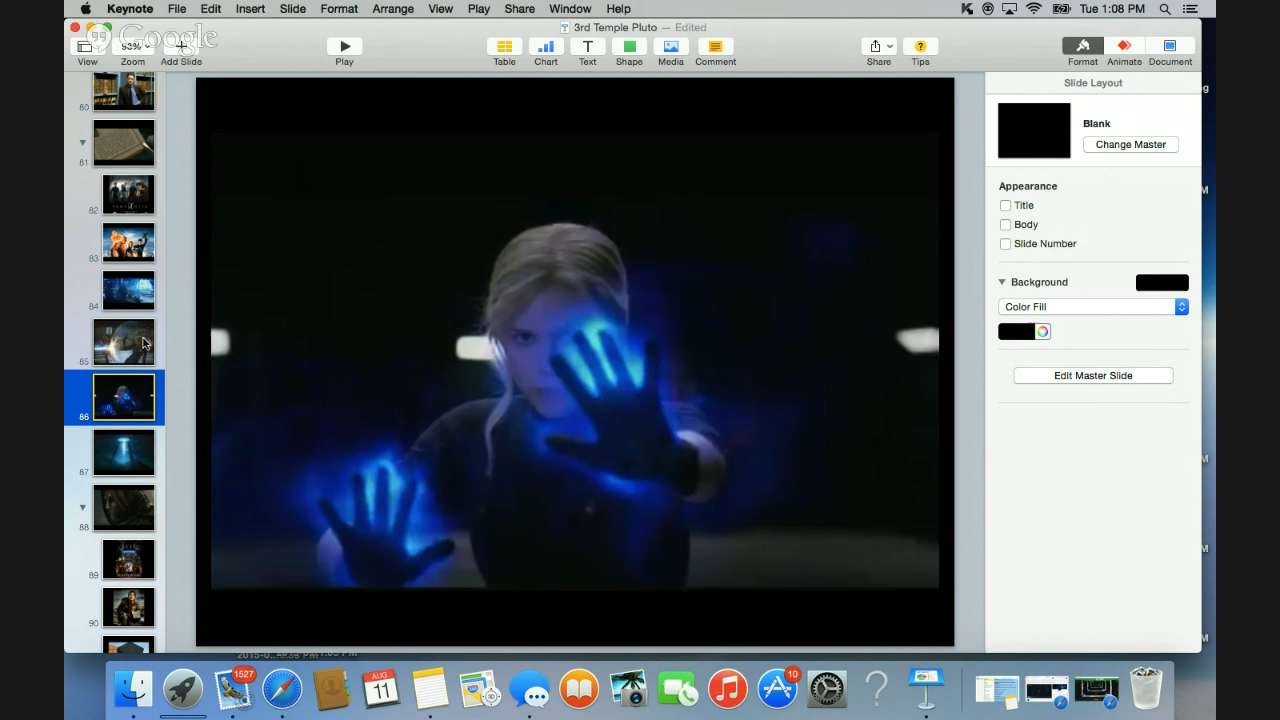 Keynote File Edit Insert Slide Format Arrange View Play Share Window Help Tue 1:08 PM
3rd Temple Pluto — Edited
Google
View Zoom Add Slide Play Table Chart Text Shape Media Comment Share Tips Format Animate Document
Slide Layout
Blank
Change Master
Appearance
Title
Body
Slide Number
Background
Color Fill
Edit Master Slide
80
81
82
83
84
85
86
87
88
89
90
1527
AUG
11
10